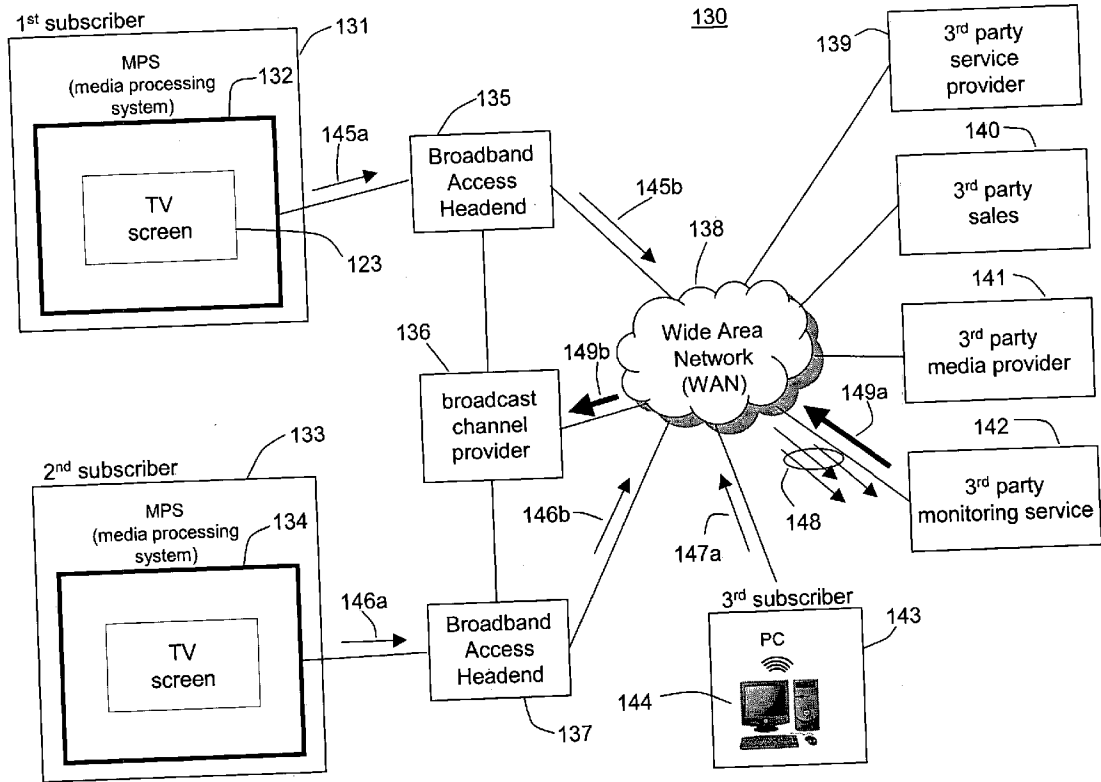 1st subscriber
131
MPS
(media processing
system)
132
TV
screen
123
145a
135
Broadband
Access
Headend
145b
130
139
3rd party
service
provider
140
3rd party
sales
138
Wide Area
Network
(WAN)
141
3rd party
media provider
136
149b
broadcast
channel
provider
149a
142
3rd party
monitoring service
148
2nd subscriber
133
MPS
(media processing
system)
134
TV
screen
146a
146b
Broadband
Access
Headend
137
147a
3rd subscriber
143
PC
144